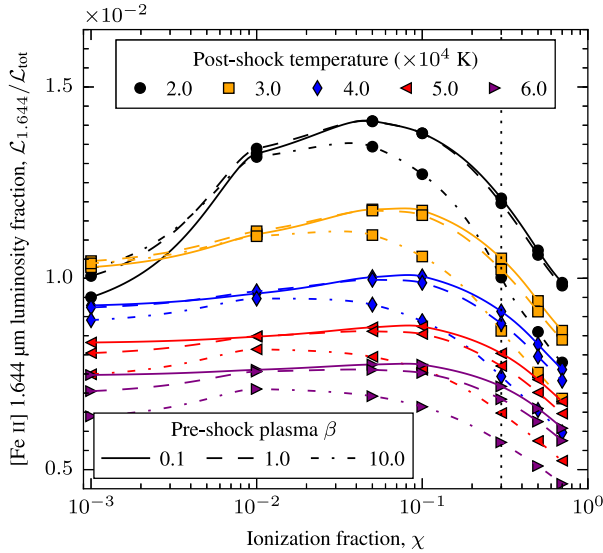 ×10⁻²
1.5
1.0
0.5
[Fe II] 1.644 μm luminosity fraction, ℒ₁.₆₄₄/ℒₜₒₜ
Post-shock temperature (×10⁴ K)
2.0 3.0 4.0 5.0 6.0
Pre-shock plasma β
0.1 1.0 10.0
10⁻³ 10⁻² 10⁻¹ 10⁰
Ionization fraction, χ